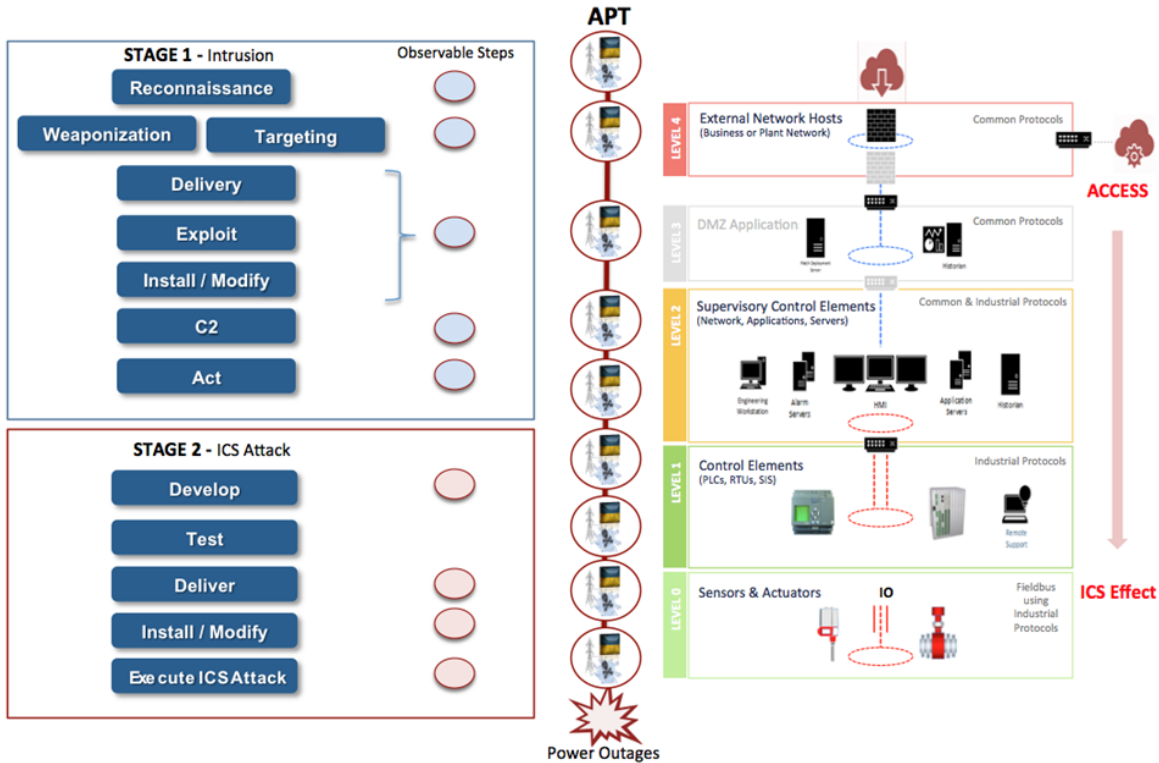 APT
STAGE 1 - Intrusion
Observable Steps
Reconnaissance
Weaponization
Targeting
Delivery
Exploit
Install / Modify
C2
Act
STAGE 2 - ICS Attack
Develop
Test
Deliver
Install / Modify
Execute ICS Attack
Power Outages
LEVEL 4
External Network Hosts
(Business or Plant Network)
Common Protocols
ACCESS
LEVEL 3
DMZ Application
Common Protocols
Patch Deployment
Server
Historian
LEVEL 2
Supervisory Control Elements
(Network, Applications, Servers)
Common & Industrial Protocols
Engineering
Workstation
Alarm
Servers
HMI
Application
Servers
Historian
LEVEL 1
Control Elements
(PLCs, RTUs, SIS)
Industrial Protocols
Remote
Support
LEVEL 0
Sensors & Actuators
IO
Fieldbus
using
Industrial
Protocols
ICS Effect